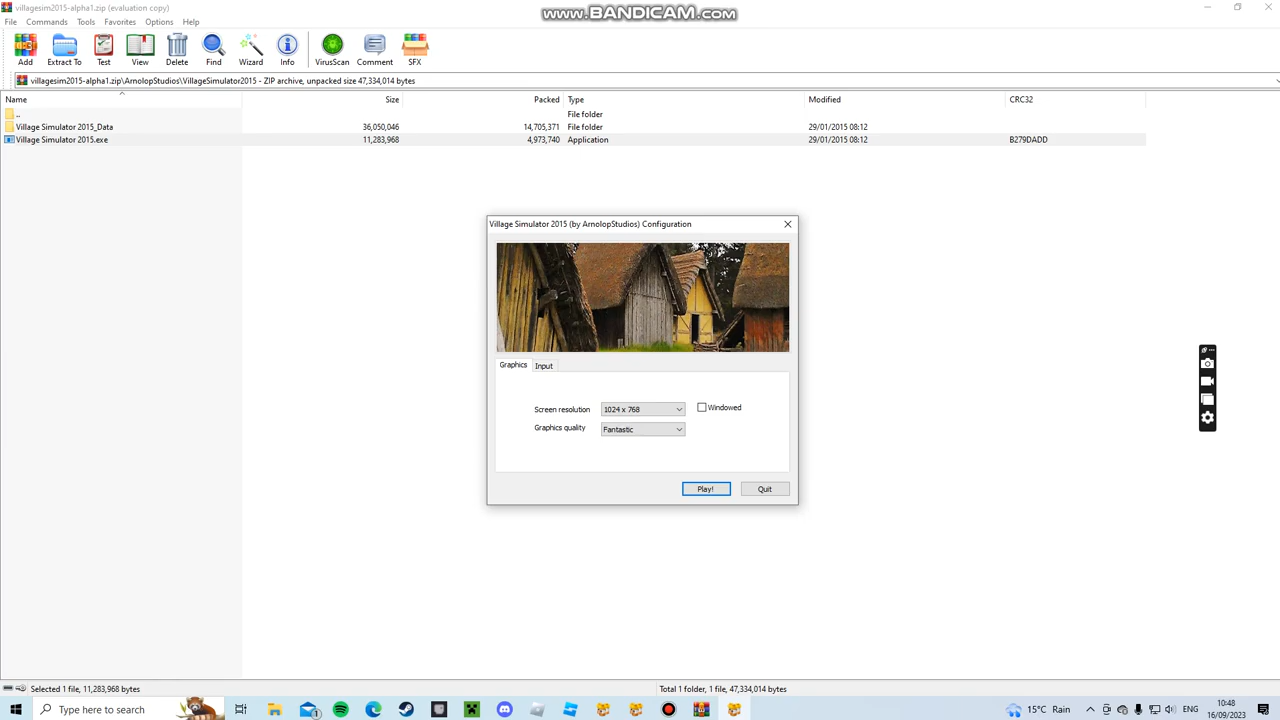 villagesim2015-alpha1.zip (evaluation copy)
www.BANDICAM.com
File Commands Tools Favorites Options Help
Add Extract To Test View Delete Find Wizard Info VirusScan Comment SFX
villagesim2015-alpha1.zip\ArnolopStudios\VillageSimulator2015 - ZIP archive, unpacked size 47,334,014 bytes
Name Size Packed Type Modified CRC32
.. File folder
Village Simulator 2015_Data 36,050,046 14,705,371 File folder 29/01/2015 08:12
Village Simulator 2015.exe 11,283,968 4,973,740 Application 29/01/2015 08:12 B279DADD
Village Simulator 2015 (by ArnolopStudios) Configuration
Graphics Input
Screen resolution 1024 x 768 Windowed
Graphics quality Fantastic
Play! Quit
Selected 1 file, 11,283,968 bytes Total 1 folder, 1 file, 47,334,014 bytes
Type here to search 1 15°C Rain ENG 10:48
16/09/2023